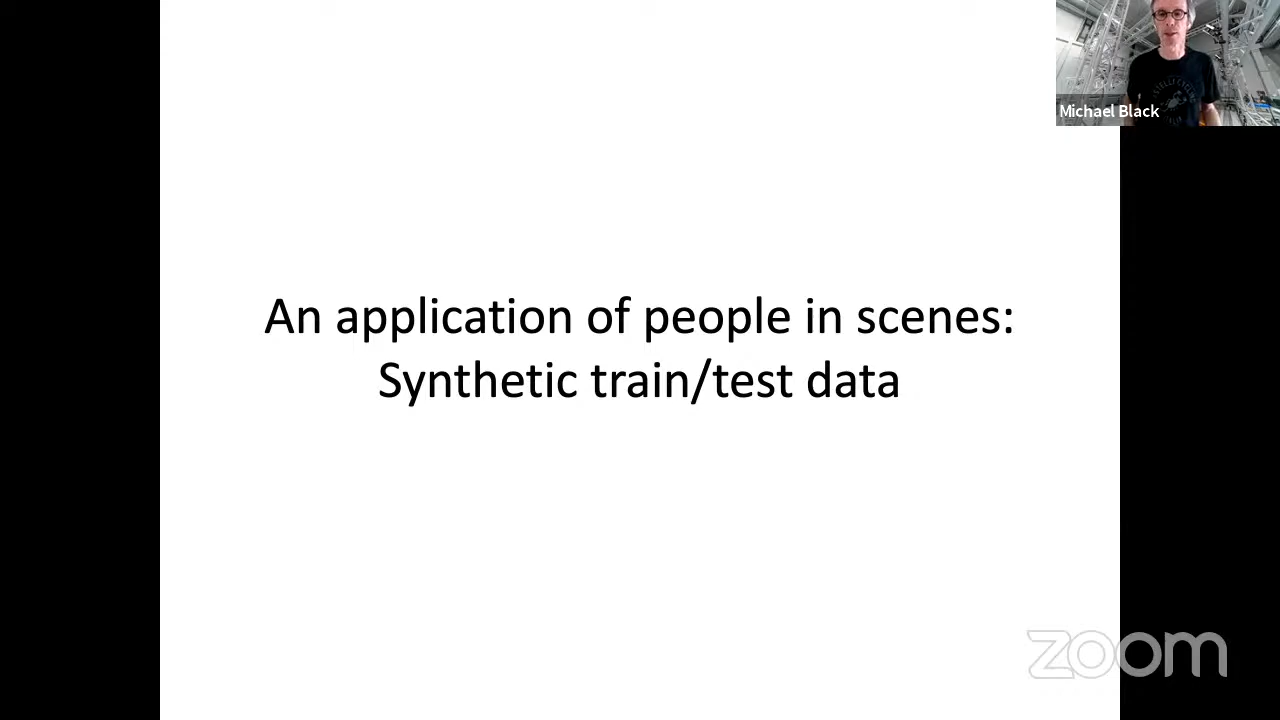 Michael Black
An application of people in scenes:
Synthetic train/test data
zoom